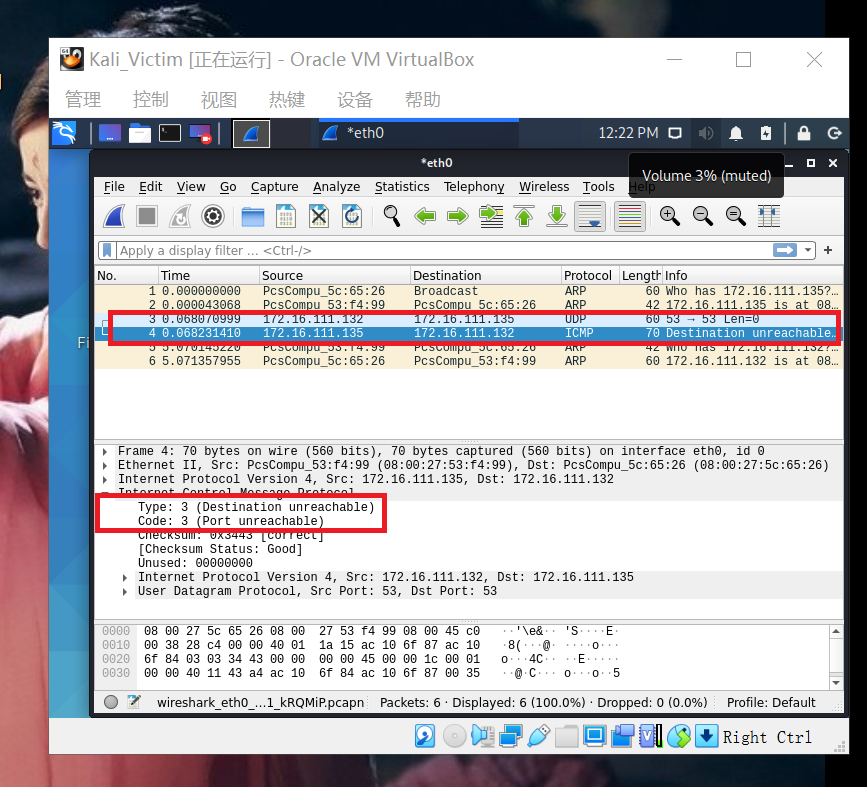 Kali_Victim [正在运行] - Oracle VM VirtualBox
管理 控制 视图 热键 设备 帮助
*eth0 12:22 PM
*eth0
Volume 3% (muted)
File Edit View Go Capture Analyze Statistics Telephony Wireless Tools Help
Apply a display filter ... <Ctrl-/>
No. Time Source Destination Protocol Length Info
1 0.000000000 PcsCompu_5c:65:26 Broadcast ARP 60 Who has 172.16.111.135?…
2 0.000043068 PcsCompu_53:f4:99 PcsCompu_5c:65:26 ARP 42 172.16.111.135 is at 08…
3 0.068070999 172.16.111.132 172.16.111.135 UDP 60 53 → 53 Len=0
4 0.068231410 172.16.111.135 172.16.111.132 ICMP 70 Destination unreachable…
5 5.070145220 PcsCompu_53:f4:99 PcsCompu_5c:65:26 ARP 42 Who has 172.16.111.132?…
6 5.071357955 PcsCompu_5c:65:26 PcsCompu_53:f4:99 ARP 60 172.16.111.132 is at 08…
Fi
Frame 4: 70 bytes on wire (560 bits), 70 bytes captured (560 bits) on interface eth0, id 0
Ethernet II, Src: PcsCompu_53:f4:99 (08:00:27:53:f4:99), Dst: PcsCompu_5c:65:26 (08:00:27:5c:65:26)
Internet Protocol Version 4, Src: 172.16.111.135, Dst: 172.16.111.132
Internet Control Message Protocol
Type: 3 (Destination unreachable)
Code: 3 (Port unreachable)
Checksum: 0x3443 [correct]
[Checksum Status: Good]
Unused: 00000000
Internet Protocol Version 4, Src: 172.16.111.132, Dst: 172.16.111.135
User Datagram Protocol, Src Port: 53, Dst Port: 53
0000 08 00 27 5c 65 26 08 00 27 53 f4 99 08 00 45 c0 ··'\e&·· 'S····E·
0010 00 38 28 c4 00 00 40 01 1a 15 ac 10 6f 87 ac 10 ·8(···@· ····o···
0020 6f 84 03 03 34 43 00 00 00 00 45 00 00 1c 00 01 o···4C·· ··E·····
0030 00 00 40 11 43 a4 ac 10 6f 84 ac 10 6f 87 00 35 ··@·C··· o···o··5
wireshark_eth0_…1_kRQMiP.pcapn Packets: 6 · Displayed: 6 (100.0%) · Dropped: 0 (0.0%) Profile: Default
Right Ctrl